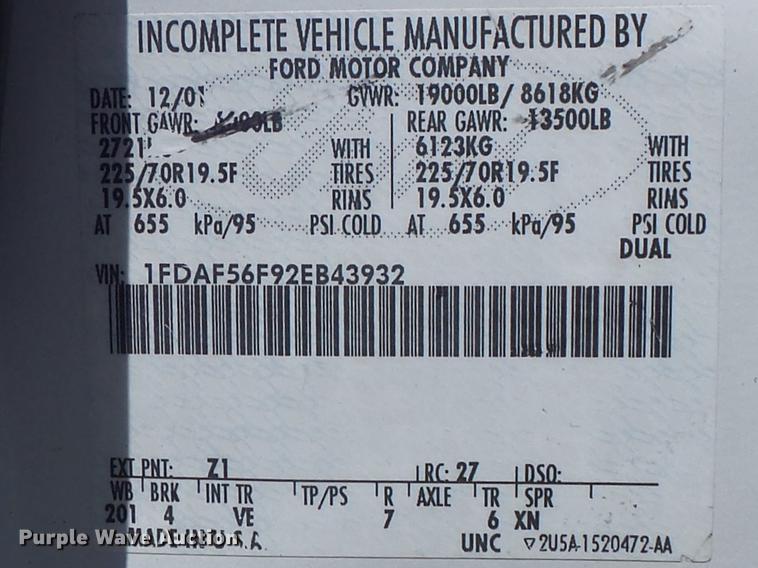 INCOMPLETE VEHICLE MANUFACTURED BY
FORD MOTOR COMPANY
DATE: 12/01 GVWR: 19000LB/ 8618KG
FRONT GAWR: REAR GAWR: 13500LB
2721 WITH 6123KG WITH
225/70R19.5F TIRES 225/70R19.5F TIRES
19.5X6.0 RIMS 19.5X6.0 RIMS
AT 655 kPa/95 PSI COLD AT 655 kPa/95 PSI COLD
DUAL
VIN: 1FDAF56F92EB43932
EXT PNT: Z1 RC: 27 DSO:
WB BRK INT TR TP/PS R AXLE TR SPR
201 4 VE 7 6 XN
MADE IN U.S.A. UNC ▽2U5A-1520472-AA
Purple Wave Auction